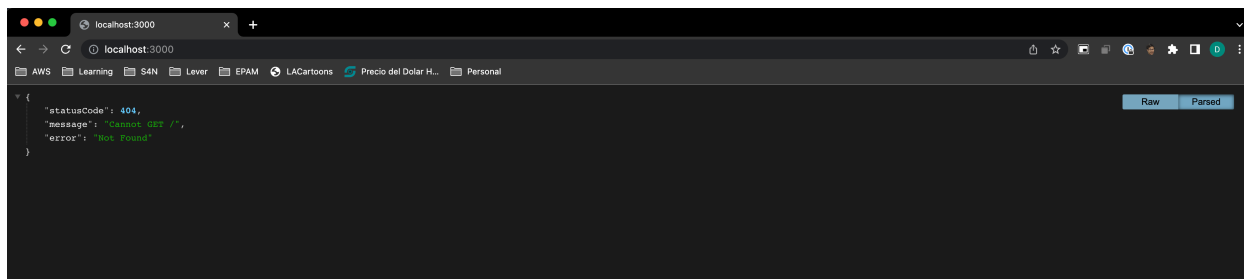 localhost:3000
localhost:3000
AWS Learning S4N Lever EPAM LACartoons Precio del Dolar H... Personal
Raw Parsed
{
"statusCode": 404,
"message": "Cannot GET /",
"error": "Not Found"
}
D